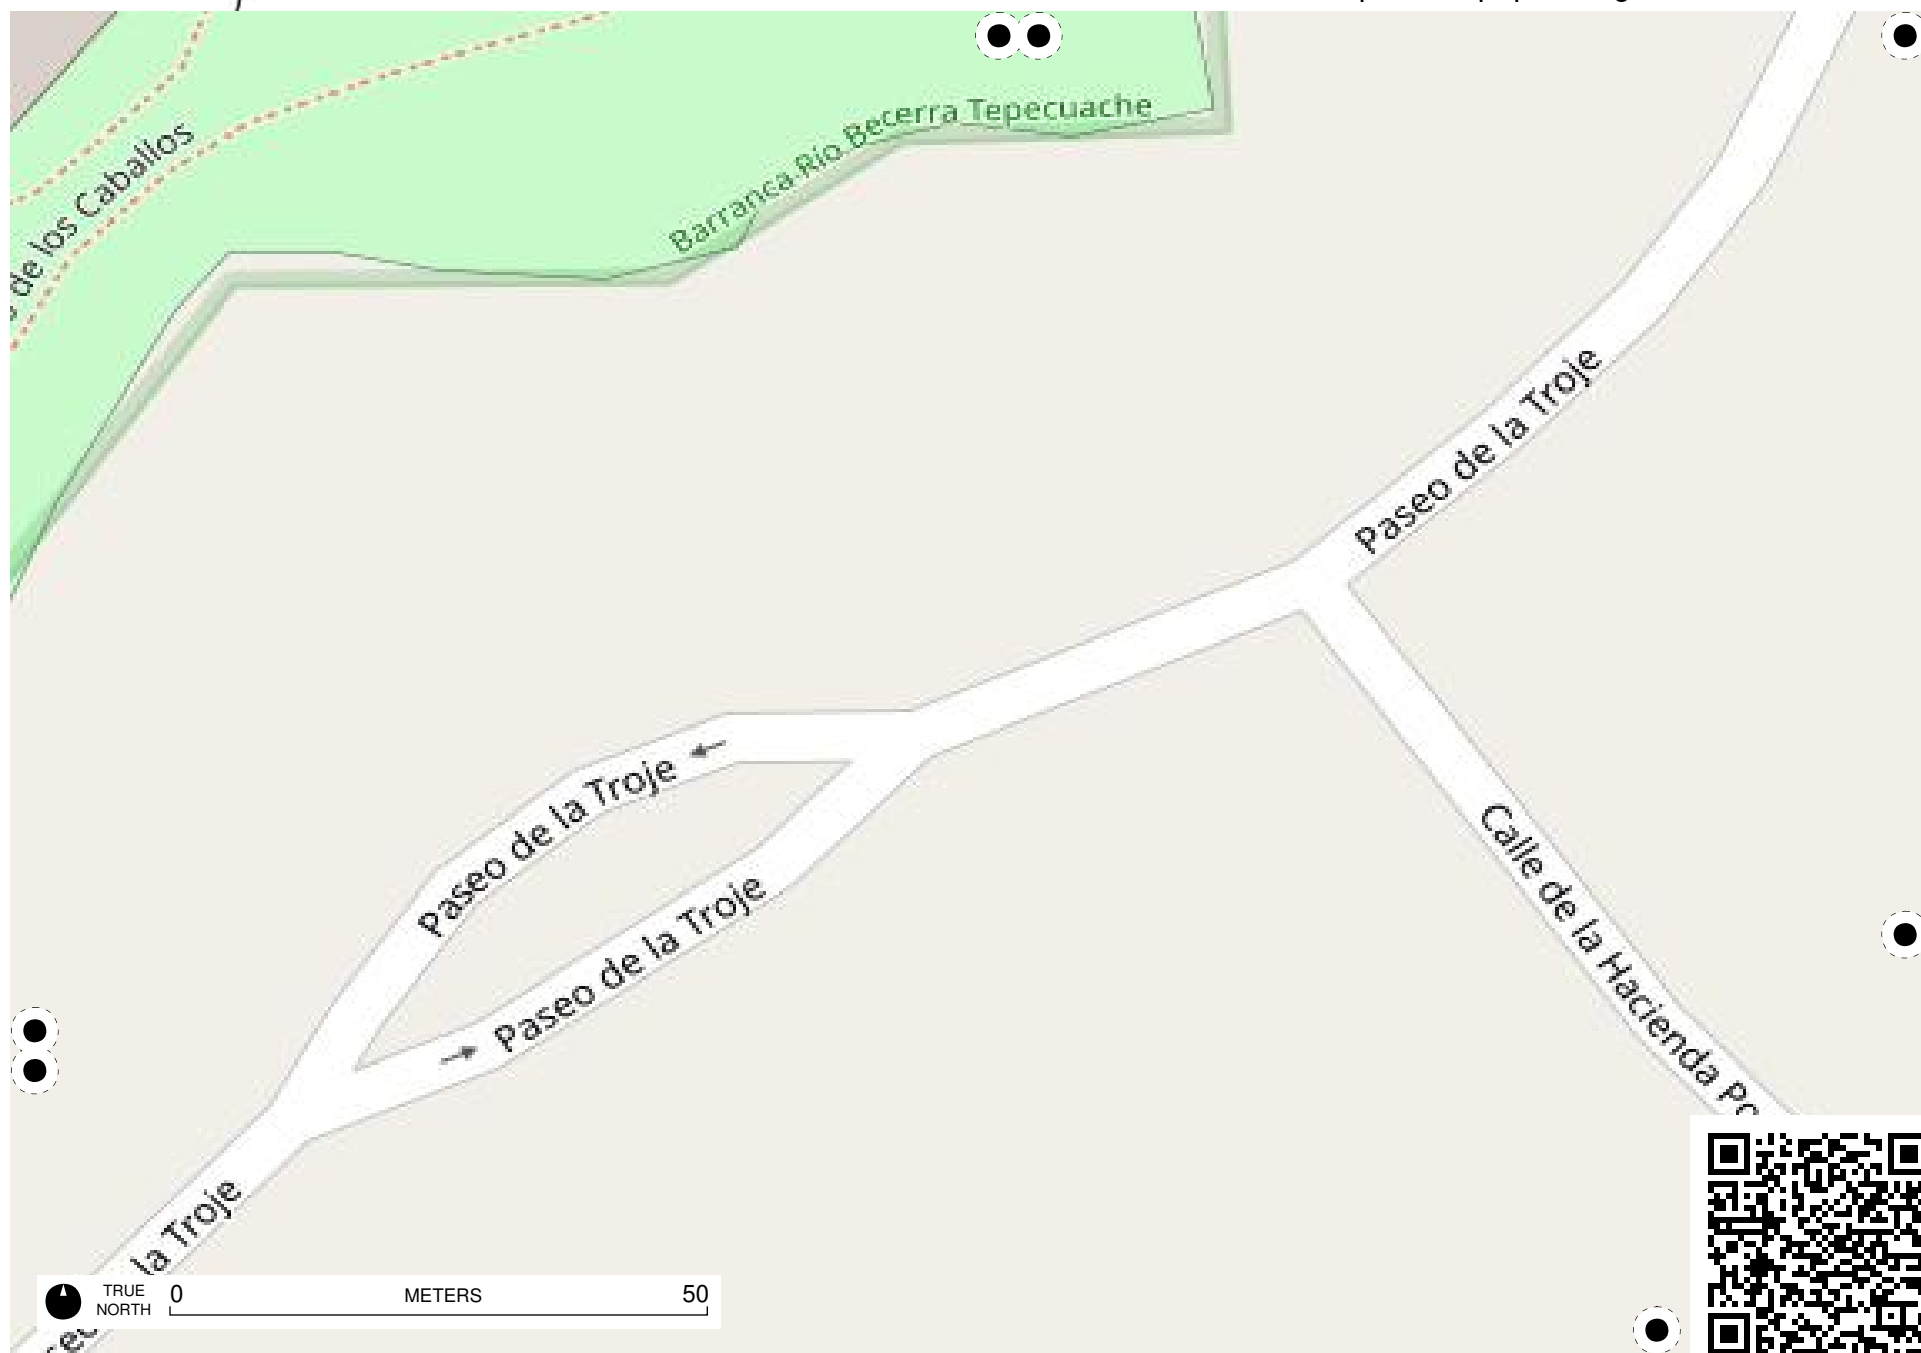 de los Caballos
Barranca Río Becerra Tepecuache
Paseo de la Troje
Paseo de la Troje
Paseo de la Troje
Calle de la Hacienda
la Troje
TRUE NORTH
0 METERS 50